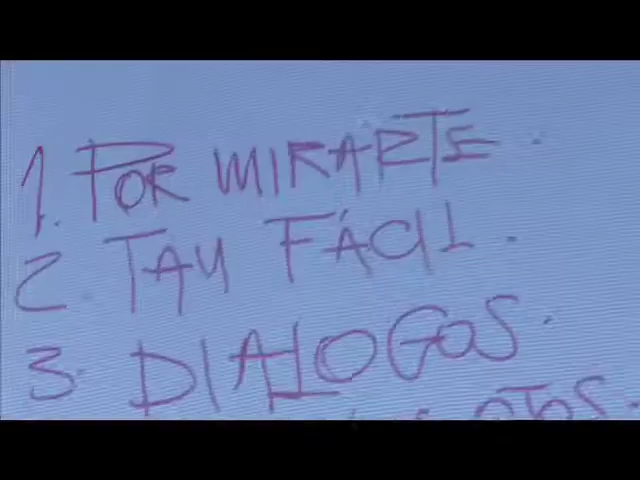 1. POR MIRARTE.
2. TAN FÁCIL.
3. DIALOGOS.